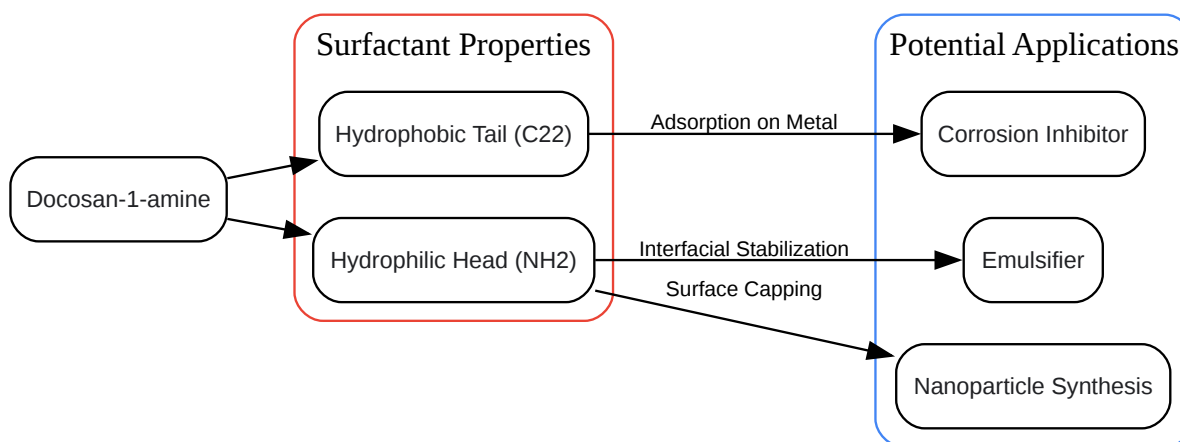 Surfactant Properties
Potential Applications
Hydrophobic Tail (C22)
Adsorption on Metal
Corrosion Inhibitor
Docosan-1-amine
Hydrophilic Head (NH2)
Interfacial Stabilization
Emulsifier
Surface Capping
Nanoparticle Synthesis